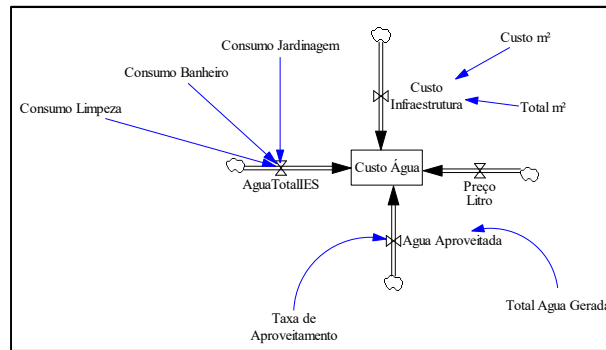 Consumo Jardinagem
Custo m²
Consumo Banheiro
Consumo Limpeza
Custo
Infraestrutura
Total m²
Custo Água
AguaTotalIES
Preço
Litro
Agua Aproveitada
Taxa de
Aproveitamento
Total Agua Gerada